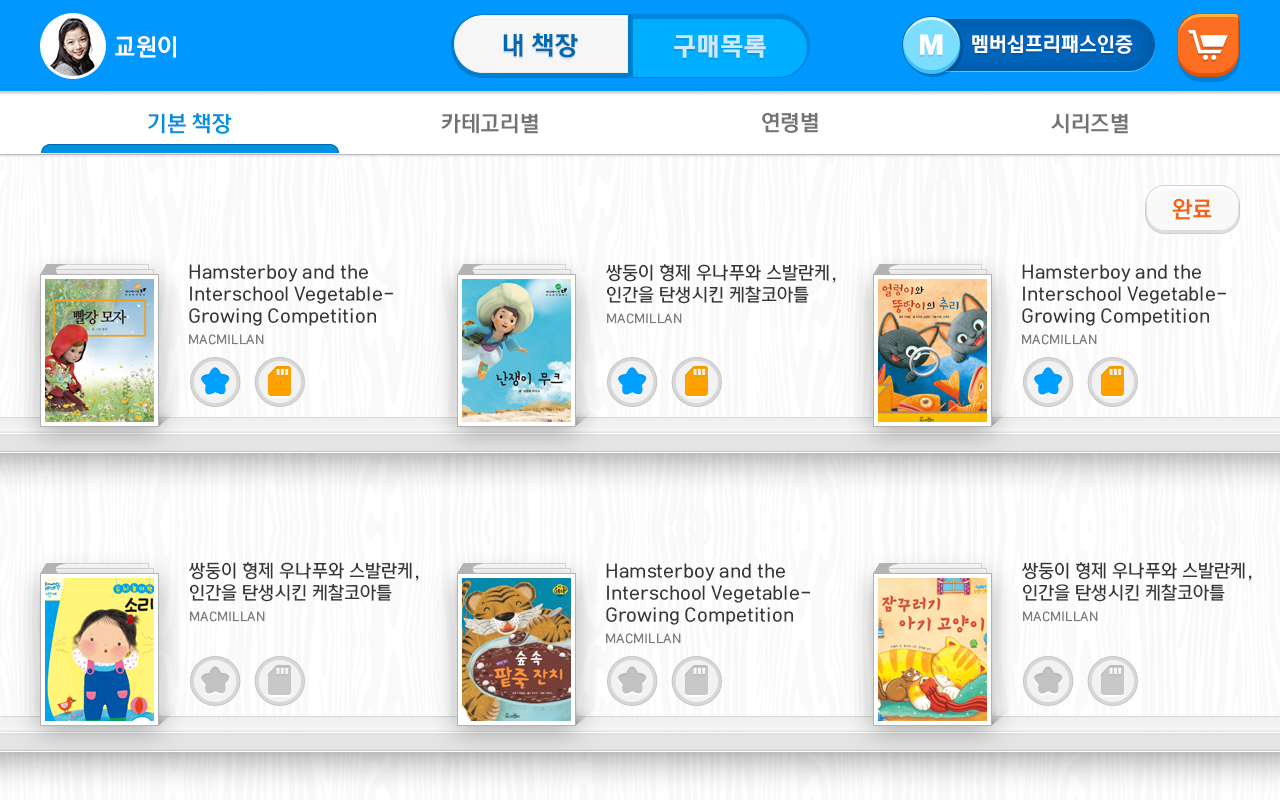 교원이
내 책장
구매목록
M
멤버십프리패스인증
기본 책장
카테고리별
연령별
시리즈별
완료
빨강 모자
Hamsterboy and the
Interschool Vegetable-
Growing Competition
MACMILLAN
난쟁이 무크
쌍둥이 형제 우나푸와 스발란케,
인간을 탄생시킨 케찰코아틀
MACMILLAN
얼렁이와
뚱땅이의 추리
Hamsterboy and the
Interschool Vegetable-
Growing Competition
MACMILLAN
쌍둥이 형제 우나푸와 스발란케,
인간을 탄생시킨 케찰코아틀
MACMILLAN
숲 속
팥죽 잔치
Hamsterboy and the
Interschool Vegetable-
Growing Competition
MACMILLAN
잠꾸러기
아기 고양이
쌍둥이 형제 우나푸와 스발란케,
인간을 탄생시킨 케찰코아틀
MACMILLAN